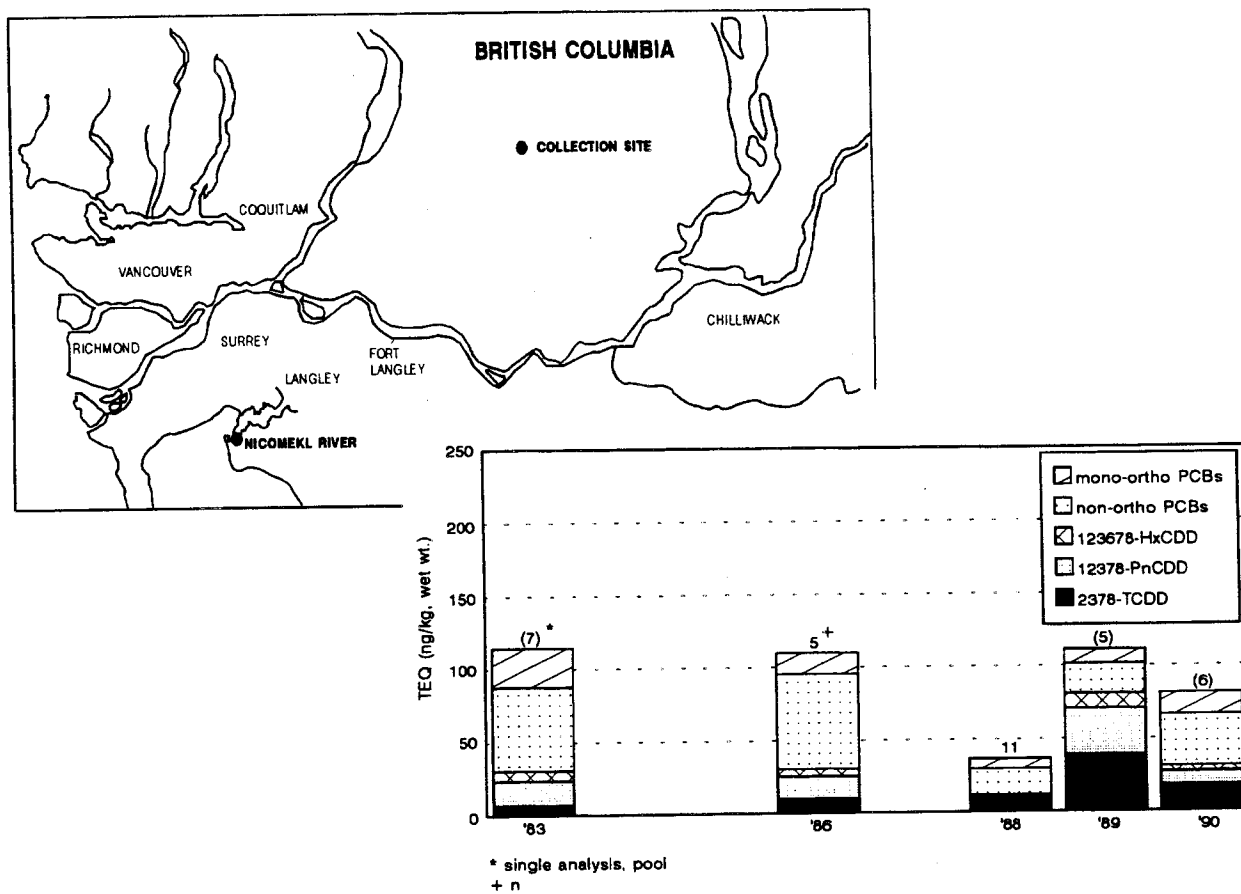 BRITISH COLUMBIA
COLLECTION SITE
COQUITLAM
VANCOUVER
CHILLIWACK
RICHMOND
SURREY
FORT
LANGLEY
LANGLEY
NICOMEKL RIVER
TEQ (ng/kg, wet wt.)
250
200
150
100
50
0
mono-ortho PCBs
non-ortho PCBs
123678-HxCDD
12378-PnCDD
2378-TCDD
(7) *
5 +
11
(5)
(6)
'83
'86
'88
'89
'90
* single analysis, pool
+ n